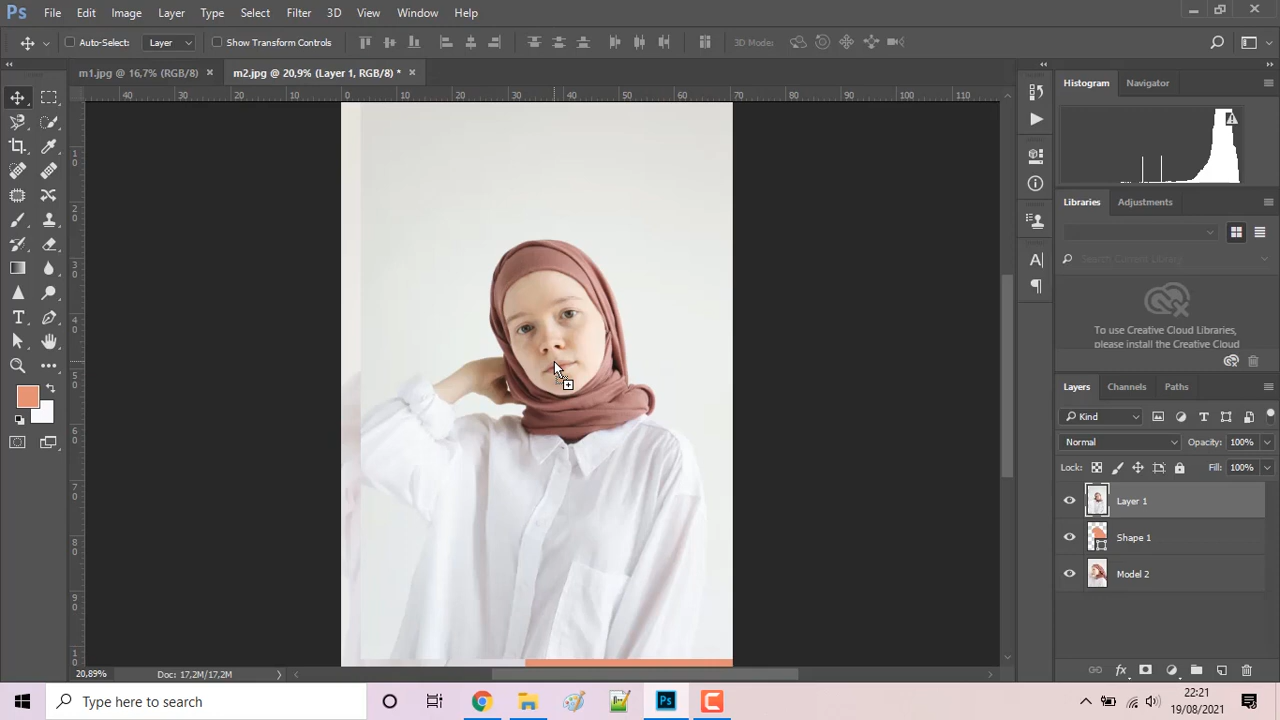 Ps File Edit Image Layer Type Select Filter 3D View Window Help
Auto-Select: Layer Show Transform Controls 3D Mode:
m1.jpg @ 16,7% (RGB/8) × m2.jpg @ 20,9% (Layer 1, RGB/8) * ×
40 30 20 10 0 10 20 30 40 50 60 70 80 90 100 110
Histogram Navigator
Libraries Adjustments
Search Current Library
To use Creative Cloud Libraries,
please install the Creative Cloud
Layers Channels Paths
Kind
Normal Opacity: 100%
Lock: Fill: 100%
Layer 1
Shape 1
Model 2
20,89% Doc: 17,2M/17,2M
Type here to search
Ps
22:21
19/08/2021